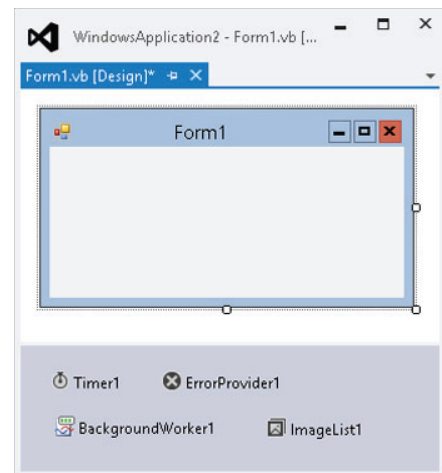 WindowsApplication2 - Form1.vb [...
Form1.vb [Design]*
Form1
Timer1
ErrorProvider1
BackgroundWorker1
ImageList1